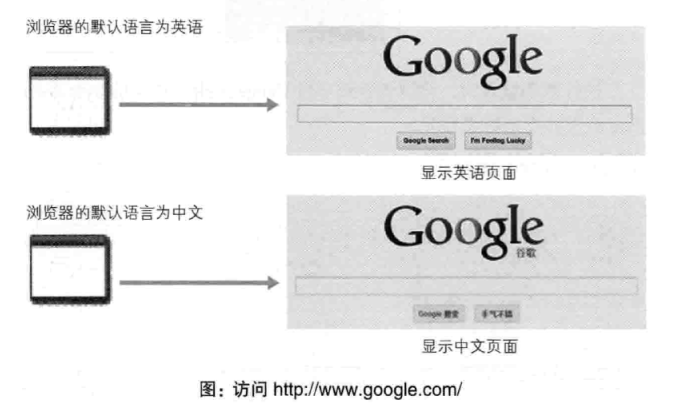 浏览器的默认语言为英语
Google
Google Search I'm Feeling Lucky
显示英语页面
浏览器的默认语言为中文
Google
谷歌
Google 搜索 手气不错
显示中文页面
图：访问 http://www.google.com/